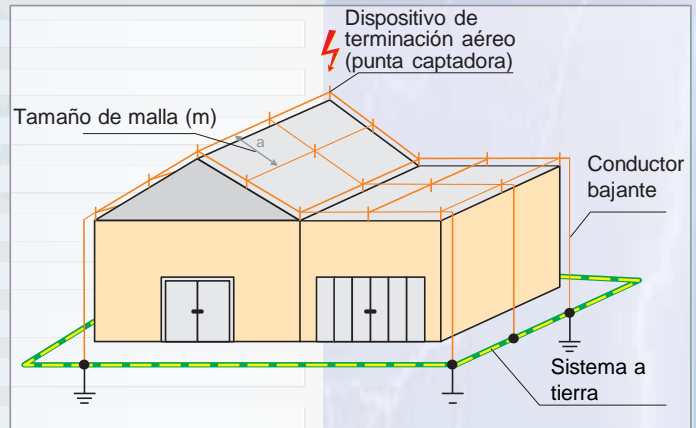 Dispositivo de
terminación aéreo
(punta captadora)
Tamaño de malla (m)
a
Conductor
bajante
Sistema a
tierra